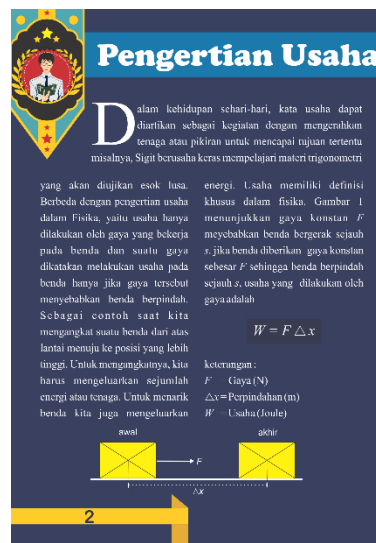 Pengertian Usaha
Dalam kehidupan sehari-hari, kata usaha dapat
diartikan sebagai kegiatan dengan mengerahkan
tenaga atau pikiran untuk mencapai tujuan tertentu
misalnya, Sigit berusaha keras mempelajari materi trigonometri
yang akan diujikan esok lusa.
Berbeda dengan pengertian usaha
dalam Fisika, yaitu usaha hanya
dilakukan oleh gaya yang bekerja
pada benda dan suatu gaya
dikatakan melakukan usaha pada
benda hanya jika gaya tersebut
menyebabkan benda berpindah.
Sebagai contoh saat kita
mengangkat suatu benda dari atas
lantai menuju ke posisi yang lebih
tinggi. Untuk mengangkatnya, kita
harus mengeluarkan sejumlah
energi atau tenaga. Untuk menarik
benda kita juga mengeluarkan
energi. Usaha memiliki definisi
khusus dalam fisika. Gambar 1
menunjukkan gaya konstan F
meyebabkan benda bergerak sejauh
s. jika benda diberikan gaya konstan
sebesar F sehingga benda berpindah
sejauh s, usaha yang dilakukan oleh
gaya adalah
W = F △ x
keterangan :
F = Gaya (N)
△x = Perpindahan (m)
W = Usaha (Joule)
awal akhir
F
△x
2